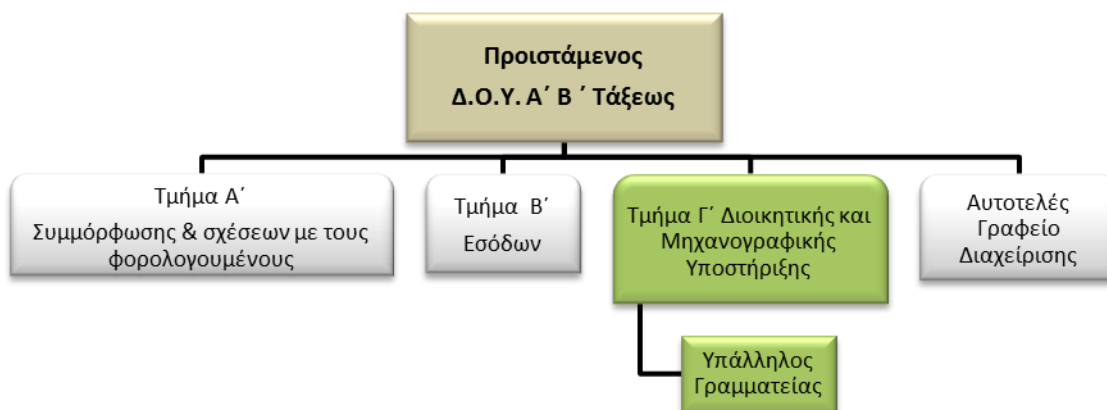 Προιστάμενος
Δ.Ο.Υ. Α΄ Β ΄ Τάξεως
Τμήμα Α΄
Συμμόρφωσης & σχέσεων με τους
φορολογουμένους
Τμήμα Β΄
Εσόδων
Τμήμα Γ΄ Διοικητικής και
Μηχανογραφικής
Υποστήριξης
Αυτοτελές
Γραφείο
Διαχείρισης
Υπάλληλος
Γραμματείας